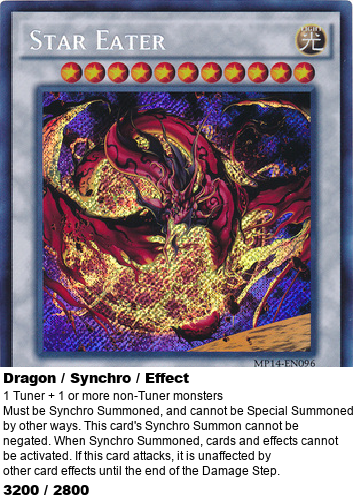 Star Eater
光
MP14-EN096
Dragon / Synchro / Effect
1 Tuner + 1 or more non-Tuner monsters
Must be Synchro Summoned, and cannot be Special Summoned
by other ways. This card's Synchro Summon cannot be
negated. When Synchro Summoned, cards and effects cannot
be activated. If this card attacks, it is unaffected by
other card effects until the end of the Damage Step.
3200 / 2800